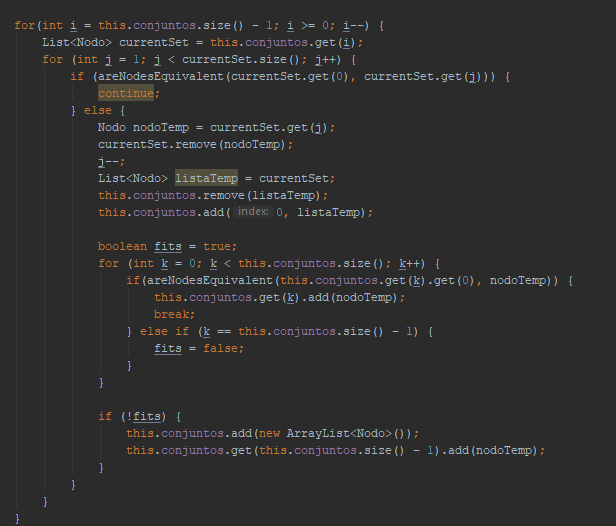 for(int i = this.conjuntos.size() - 1; i >= 0; i--) {
    List<Nodo> currentSet = this.conjuntos.get(i);
    for (int j = 1; j < currentSet.size(); j++) {
        if (areNodesEquivalent(currentSet.get(0), currentSet.get(j))) {
            continue;
        } else {
            Nodo nodoTemp = currentSet.get(j);
            currentSet.remove(nodoTemp);
            j--;
            List<Nodo> listaTemp = currentSet;
            this.conjuntos.remove(listaTemp);
            this.conjuntos.add( index: 0, listaTemp);

            boolean fits = true;
            for (int k = 0; k < this.conjuntos.size(); k++) {
                if(areNodesEquivalent(this.conjuntos.get(k).get(0), nodoTemp)) {
                    this.conjuntos.get(k).add(nodoTemp);
                    break;
                } else if (k == this.conjuntos.size() - 1) {
                    fits = false;
                }
            }

            if (!fits) {
                this.conjuntos.add(new ArrayList<Nodo>());
                this.conjuntos.get(this.conjuntos.size() - 1).add(nodoTemp);
            }
        }
    }
}